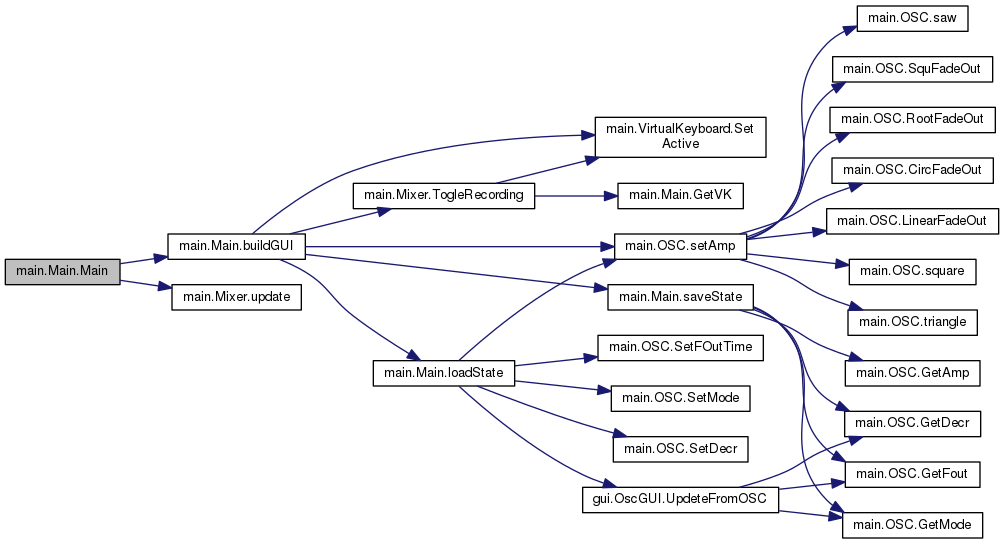 main.Main.Main
main.Main.buildGUI
main.Mixer.update
main.VirtualKeyboard.Set
Active
main.Mixer.TogleRecording
main.Main.GetVK
main.OSC.setAmp
main.Main.saveState
main.Main.loadState
main.OSC.SetFOutTime
main.OSC.SetMode
main.OSC.SetDecr
gui.OscGUI.UpdeteFromOSC
main.OSC.saw
main.OSC.SquFadeOut
main.OSC.RootFadeOut
main.OSC.CircFadeOut
main.OSC.LinearFadeOut
main.OSC.square
main.OSC.triangle
main.OSC.GetAmp
main.OSC.GetDecr
main.OSC.GetFout
main.OSC.GetMode